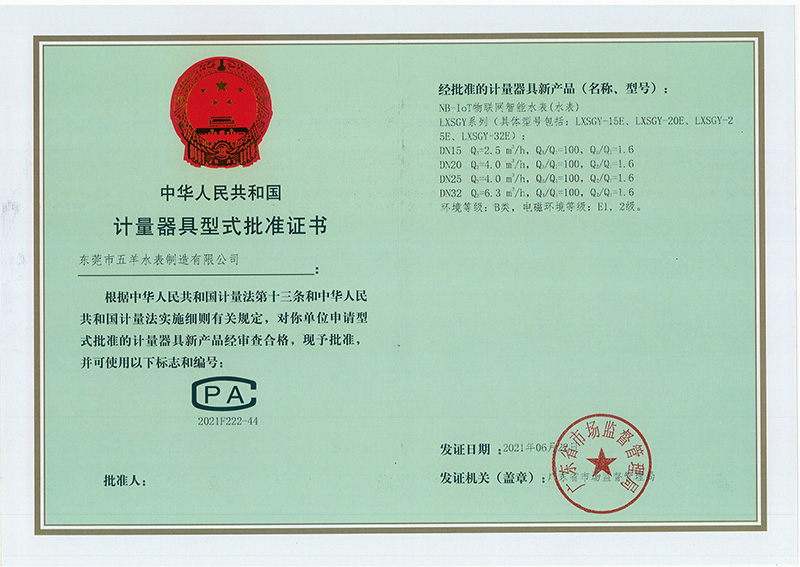 中华人民共和国
计量器具型式批准证书
东莞市五羊水表制造有限公司
：
根据中华人民共和国计量法第十三条和中华人民
共和国计量法实施细则有关规定，对你单位申请型
式批准的计量器具新产品经审查合格，现予批准，
并可使用以下标志和编号：
CPA
2021F222-44
批准人：
经批准的计量器具新产品（名称、型号）：
NB-IoT物联网智能水表(水表)
LXSGY系列（具体型号包括：LXSGY-15E、LXSGY-20E、LXSGY-2
5E、LXSGY-32E）：
DN15 Q₃=2.5 m³/h, Q₃/Q₁=100, Q₂/Q₁=1.6
DN20 Q₃=4.0 m³/h, Q₃/Q₁=100, Q₂/Q₁=1.6
DN25 Q₃=4.0 m³/h, Q₃/Q₁=100, Q₂/Q₁=1.6
DN32 Q₃=6.3 m³/h, Q₃/Q₁=100, Q₂/Q₁=1.6
环境等级：B类，电磁环境等级：E1，2级。
发证日期：2021年06月
发证机关（盖章）：广东省市场监督管理局
广东省市场监督管理局